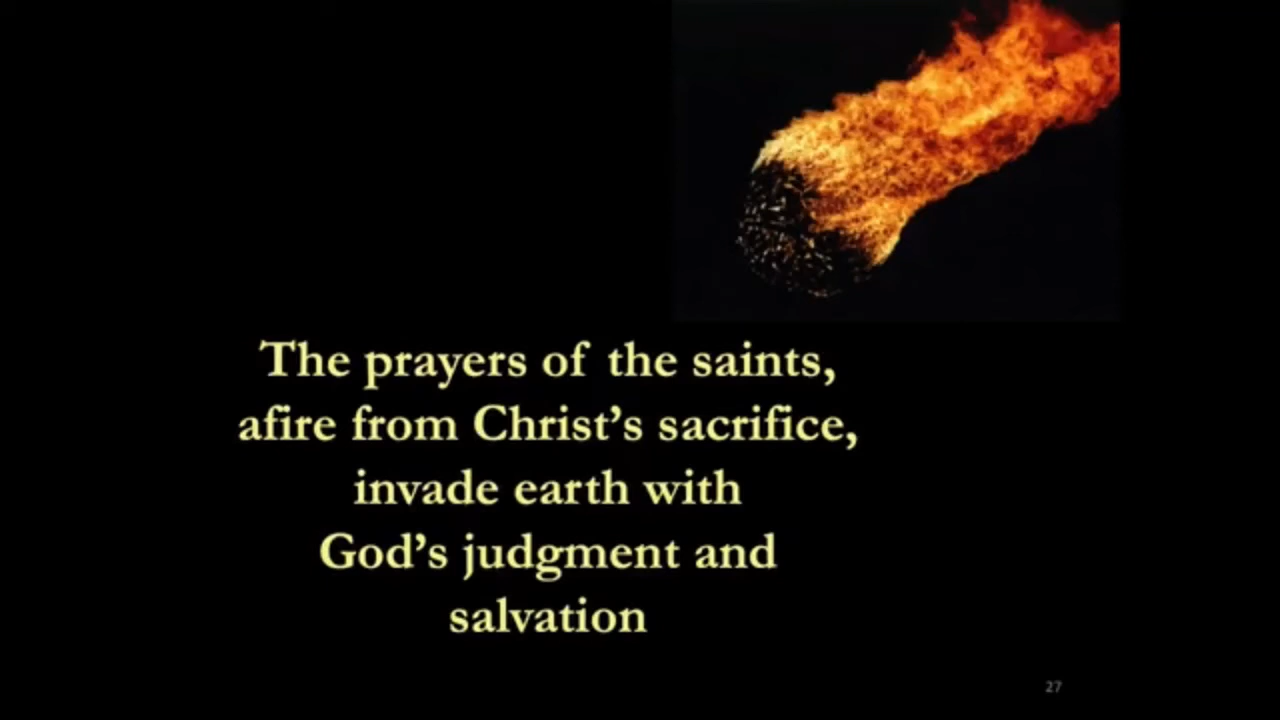 The prayers of the saints,
afire from Christ’s sacrifice,
invade earth with
God’s judgment and
salvation
27